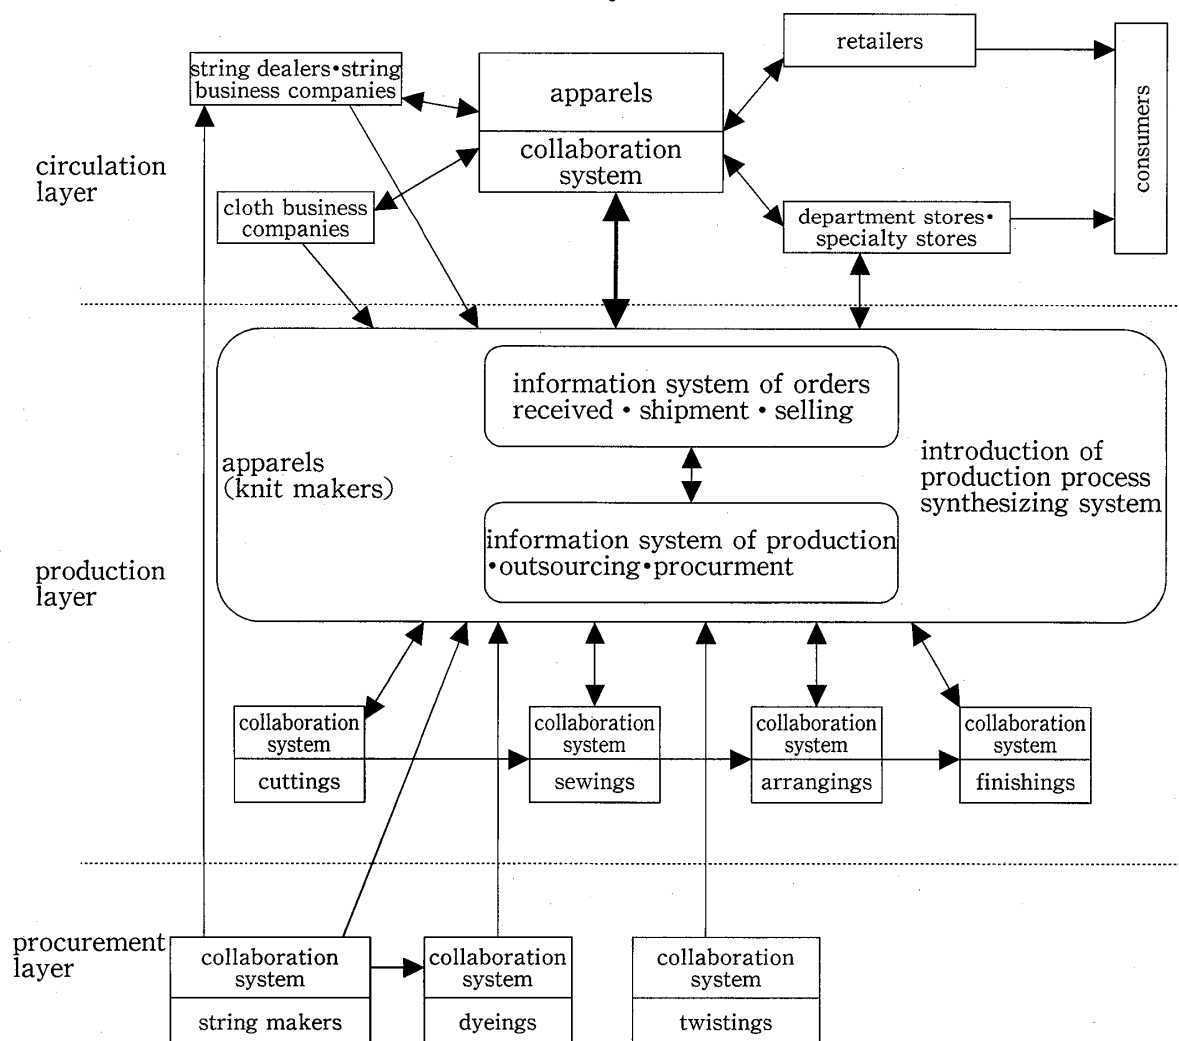 retailers
string dealers•string
business companies
apparels
consumers
collaboration
system
circulation
layer
cloth business
companies
department stores•
specialty stores
information system of orders
received • shipment • selling
apparels
(knit makers)
introduction of
production process
synthesizing system
information system of production
•outsourcing•procurment
production
layer
collaboration
system
cuttings
collaboration
system
sewings
collaboration
system
arrangings
collaboration
system
finishings
procurement
layer
collaboration
system
string makers
collaboration
system
dyeings
collaboration
system
twistings